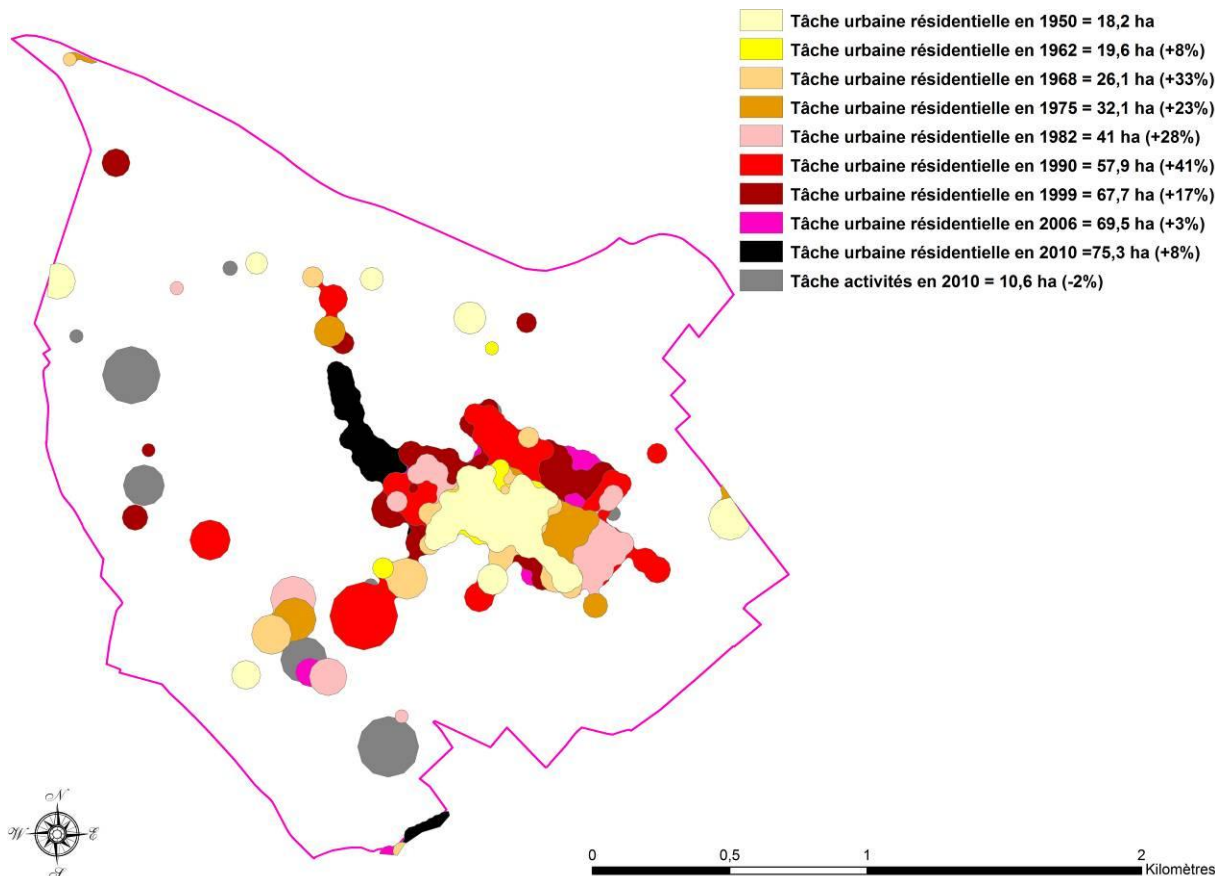 Tâche urbaine résidentielle en 1950 = 18,2 ha
Tâche urbaine résidentielle en 1962 = 19,6 ha (+8%)
Tâche urbaine résidentielle en 1968 = 26,1 ha (+33%)
Tâche urbaine résidentielle en 1975 = 32,1 ha (+23%)
Tâche urbaine résidentielle en 1982 = 41 ha (+28%)
Tâche urbaine résidentielle en 1990 = 57,9 ha (+41%)
Tâche urbaine résidentielle en 1999 = 67,7 ha (+17%)
Tâche urbaine résidentielle en 2006 = 69,5 ha (+3%)
Tâche urbaine résidentielle en 2010 =75,3 ha (+8%)
Tâche activités en 2010 = 10,6 ha (-2%)
N
W E
S
0 0,5 1 2
Kilomètres